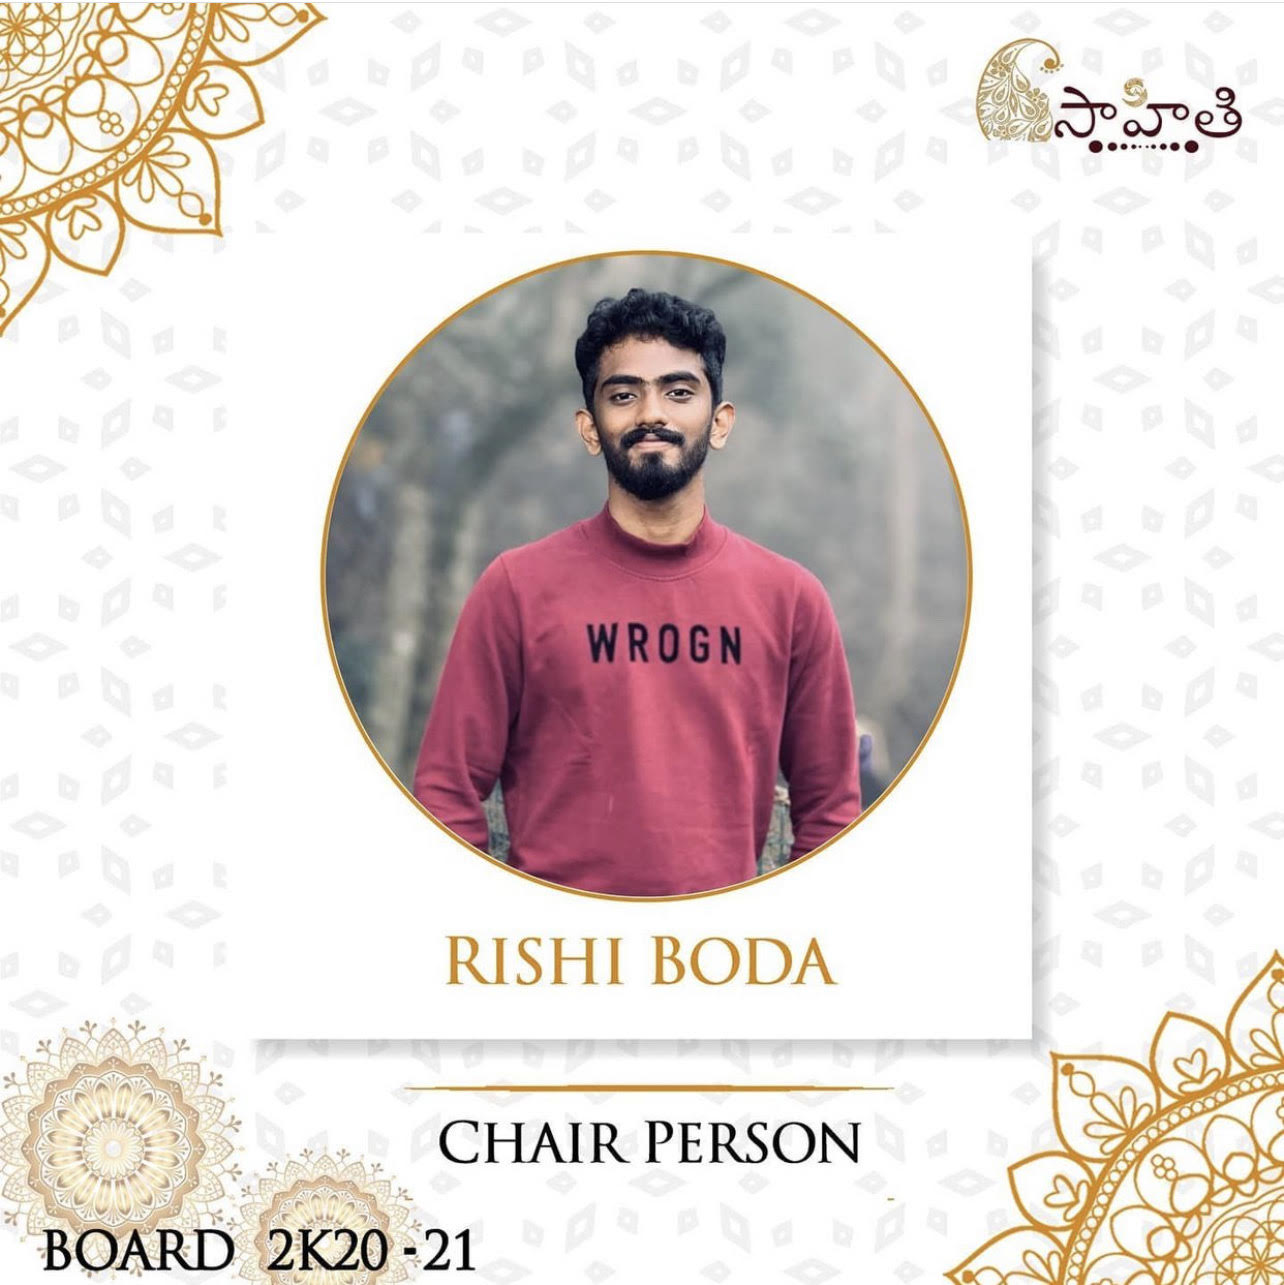 సాహితి
WROGN
RISHI BODA
CHAIR PERSON
BOARD 2K20 -21